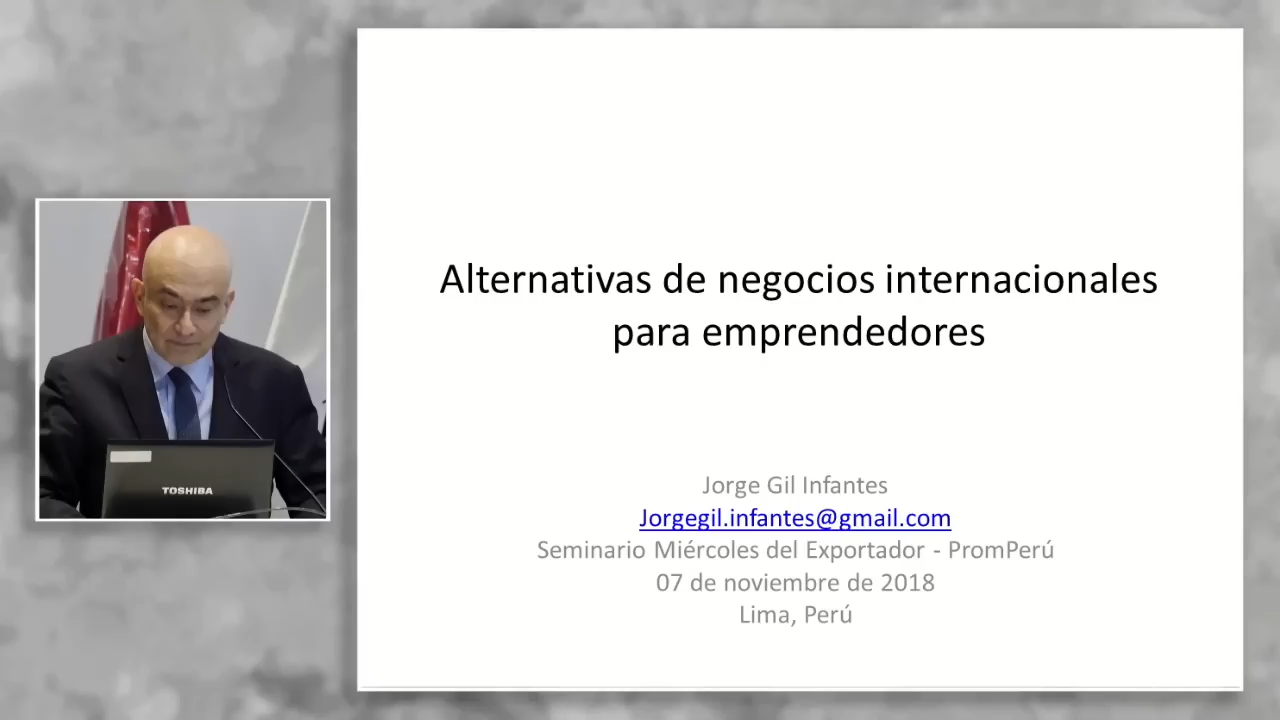 Alternativas de negocios internacionales
para emprendedores
Jorge Gil Infantes
Jorgegil.infantes@gmail.com
Seminario Miércoles del Exportador - PromPerú
07 de noviembre de 2018
Lima, Perú
TOSHIBA